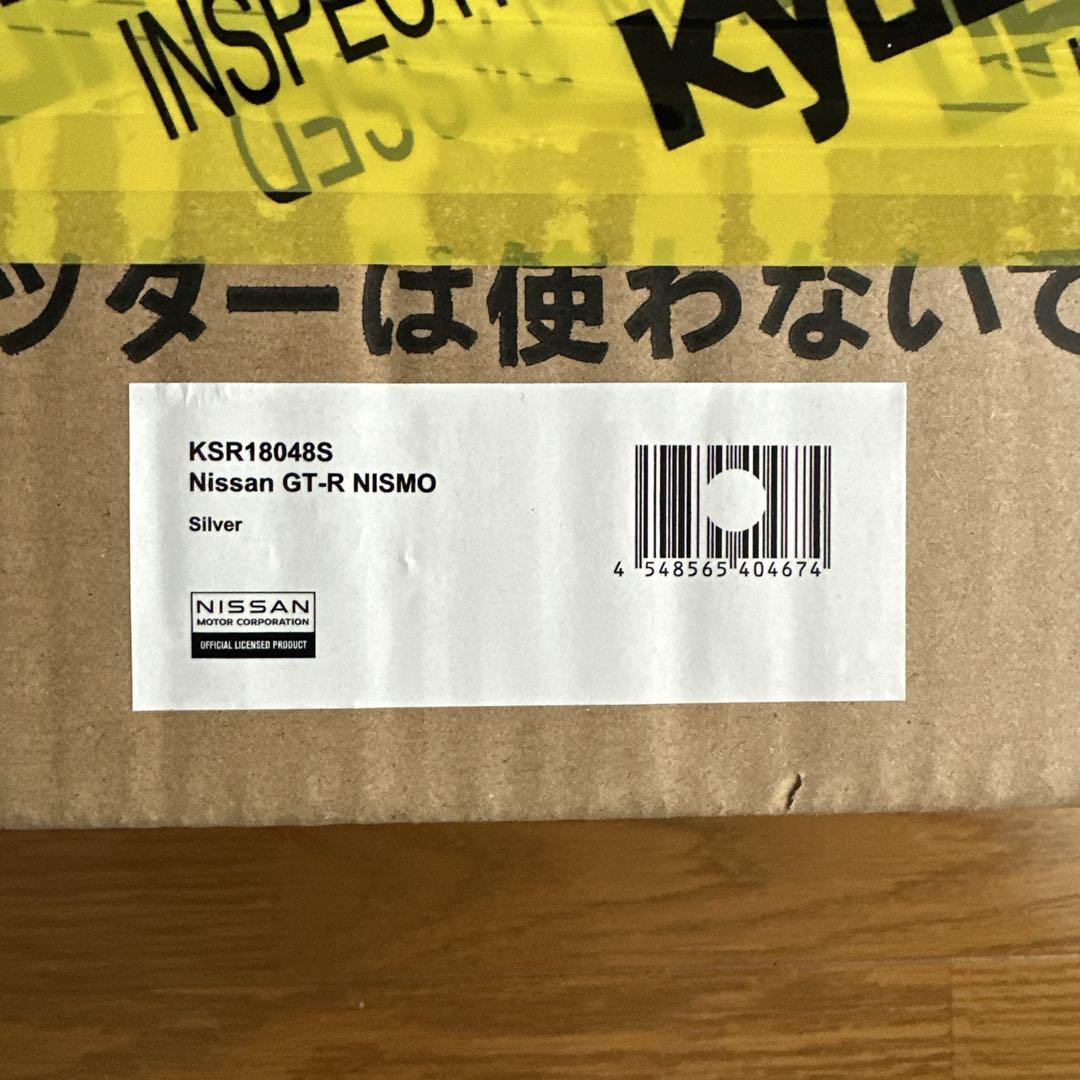 INSPECT
Kyo
ッターは使わないで
KSR18048S
Nissan GT-R NISMO
Silver
4 548565 404674
NISSAN
MOTOR CORPORATION
OFFICIAL LICENSED PRODUCT